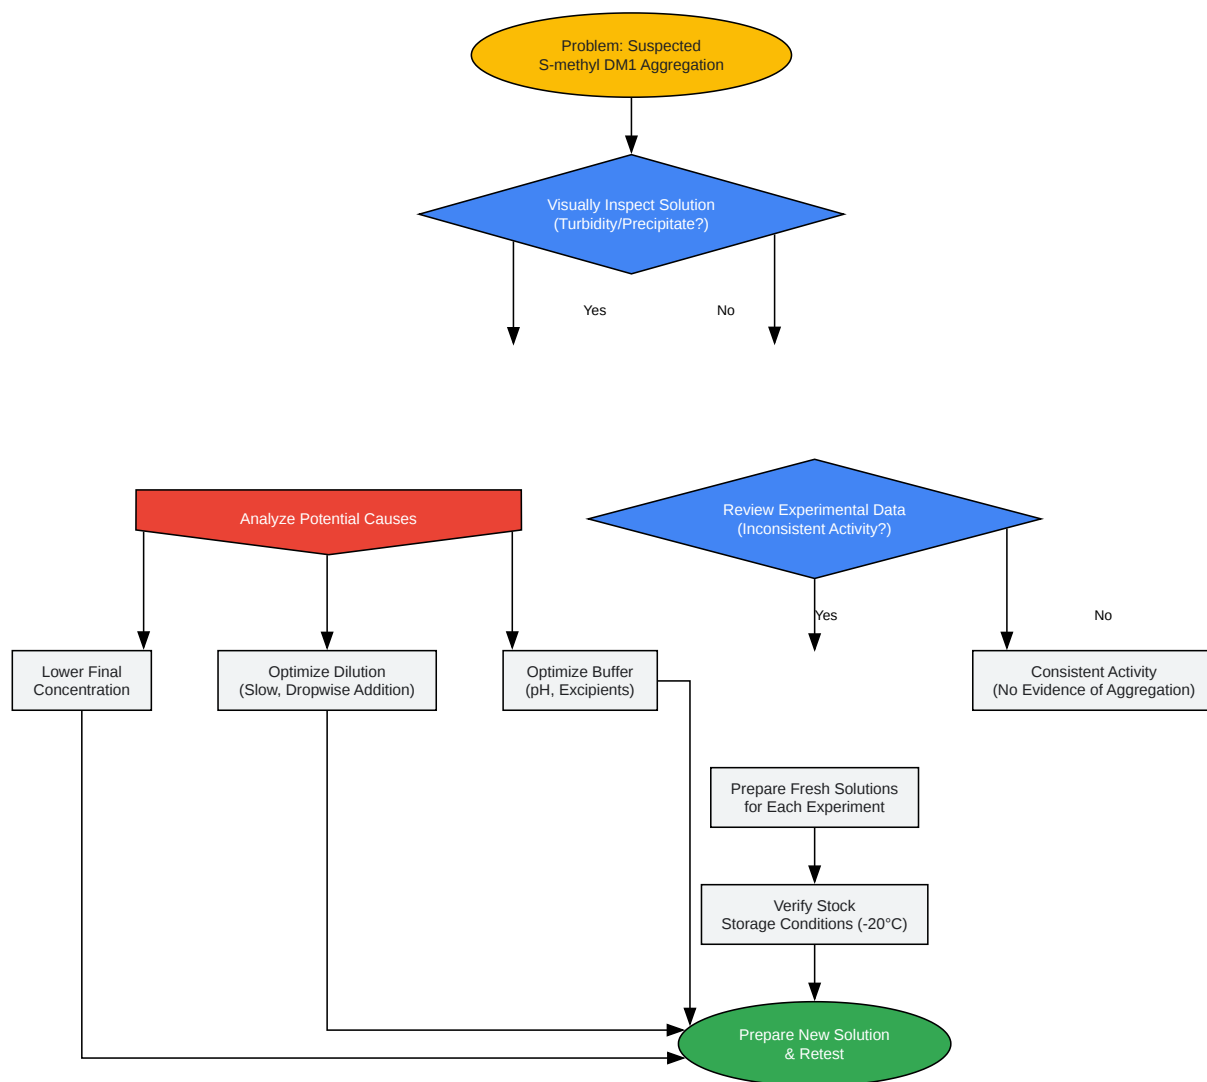 Problem: Suspected
S-methyl DM1 Aggregation
Visually Inspect Solution
(Turbidity/Precipitate?)
Yes
No
Analyze Potential Causes
Review Experimental Data
(Inconsistent Activity?)
Yes
No
Lower Final
Concentration
Optimize Dilution
(Slow, Dropwise Addition)
Optimize Buffer
(pH, Excipients)
Consistent Activity
(No Evidence of Aggregation)
Prepare Fresh Solutions
for Each Experiment
Verify Stock
Storage Conditions (-20°C)
Prepare New Solution
& Retest